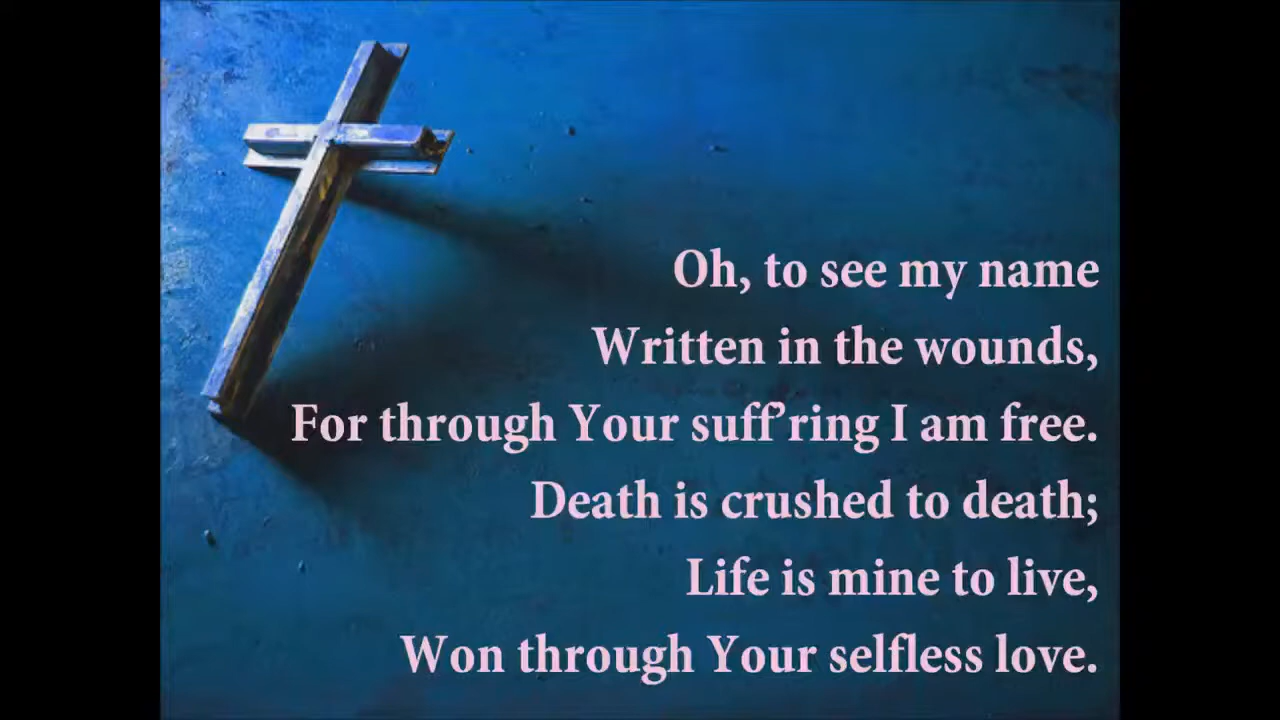 Oh, to see my name
Written in the wounds,
For through Your suff’ring I am free.
Death is crushed to death;
Life is mine to live,
Won through Your selfless love.